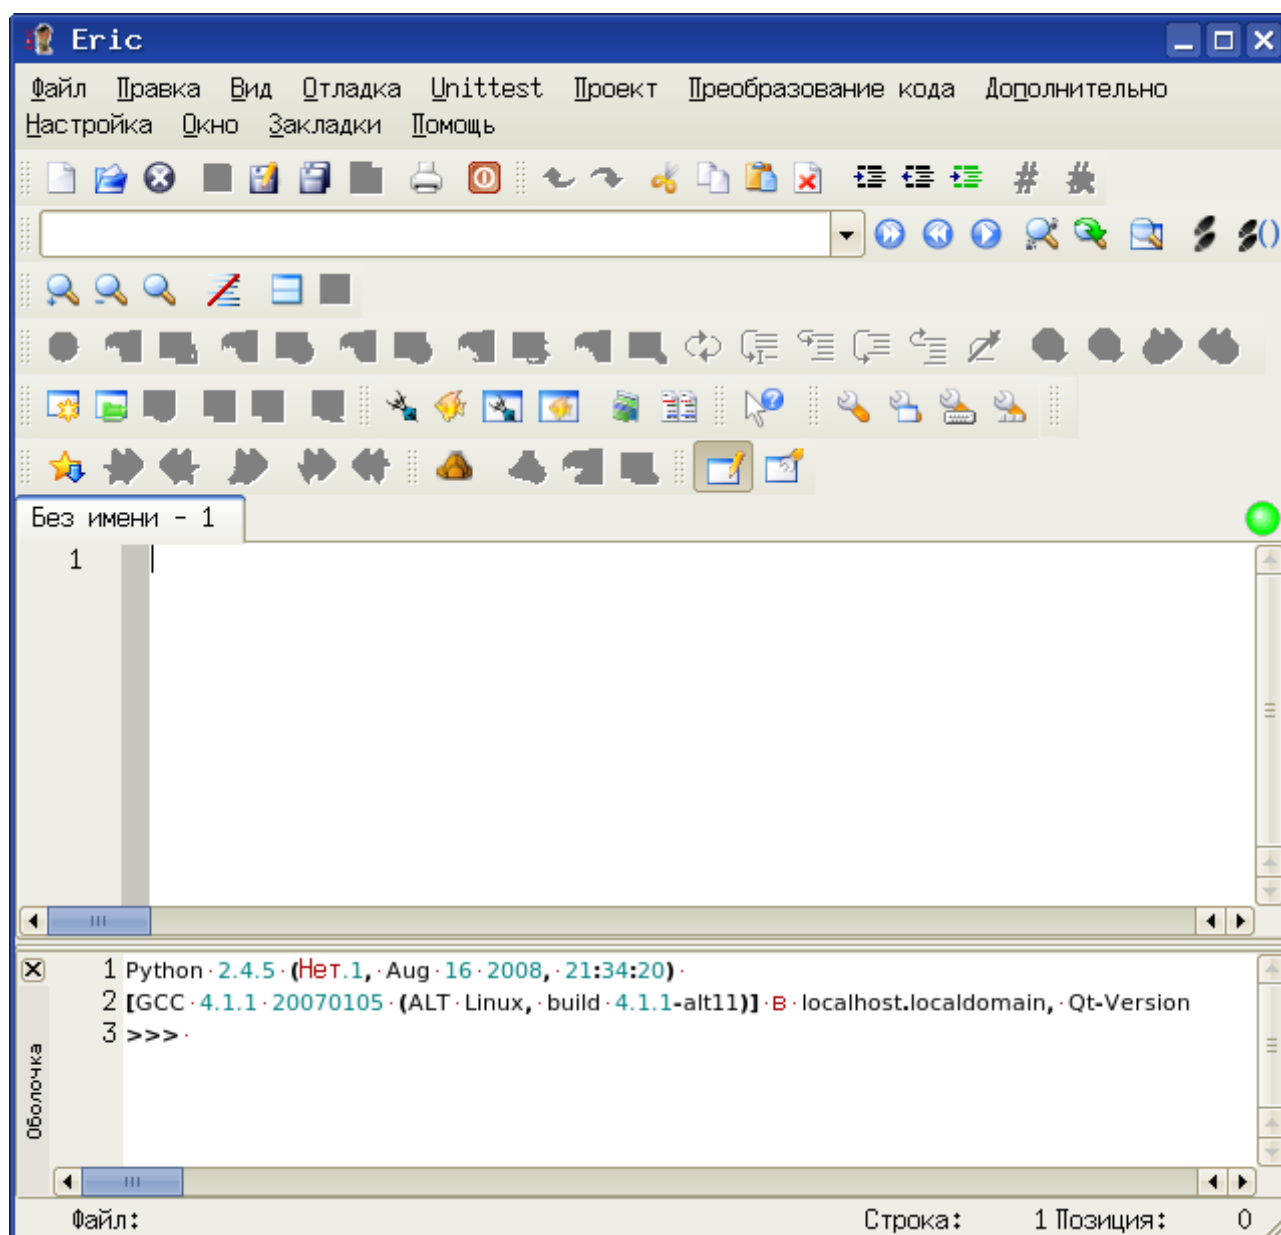 Eric
Файл Правка Вид Отладка Unittest Проект Преобразование кода Дополнительно
Настройка Окно Закладки Помощь
Без имени - 1
1
1 Python·2.4.5·(Нет.1,·Aug·16·2008,·21:34:20)·
2 [GCC·4.1.1·20070105·(ALT·Linux,·build·4.1.1-alt11)]·в·localhost.localdomain,·Qt-Version
3 >>>·
Оболочка
Файл: Строка: 1 Позиция: 0